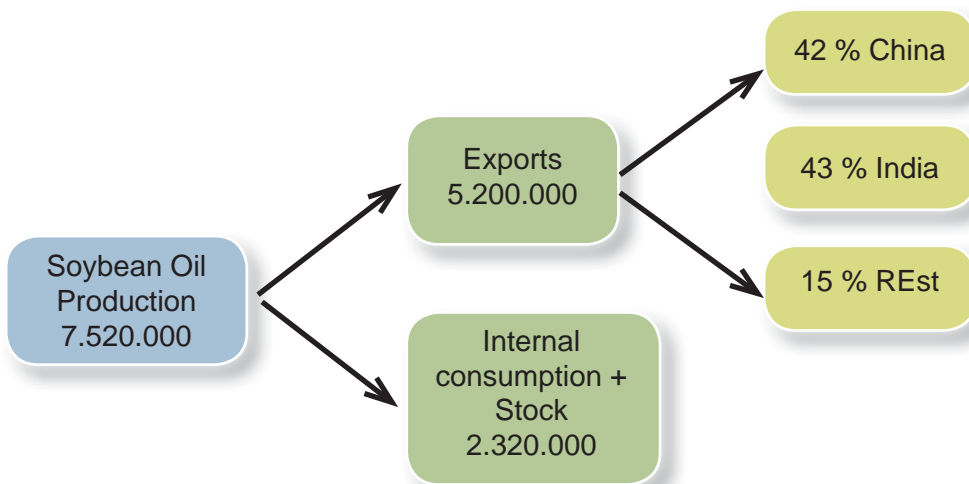 Soybean Oil
Production
7.520.000
Exports
5.200.000
Internal
consumption +
Stock
2.320.000
42 % China
43 % India
15 % REst